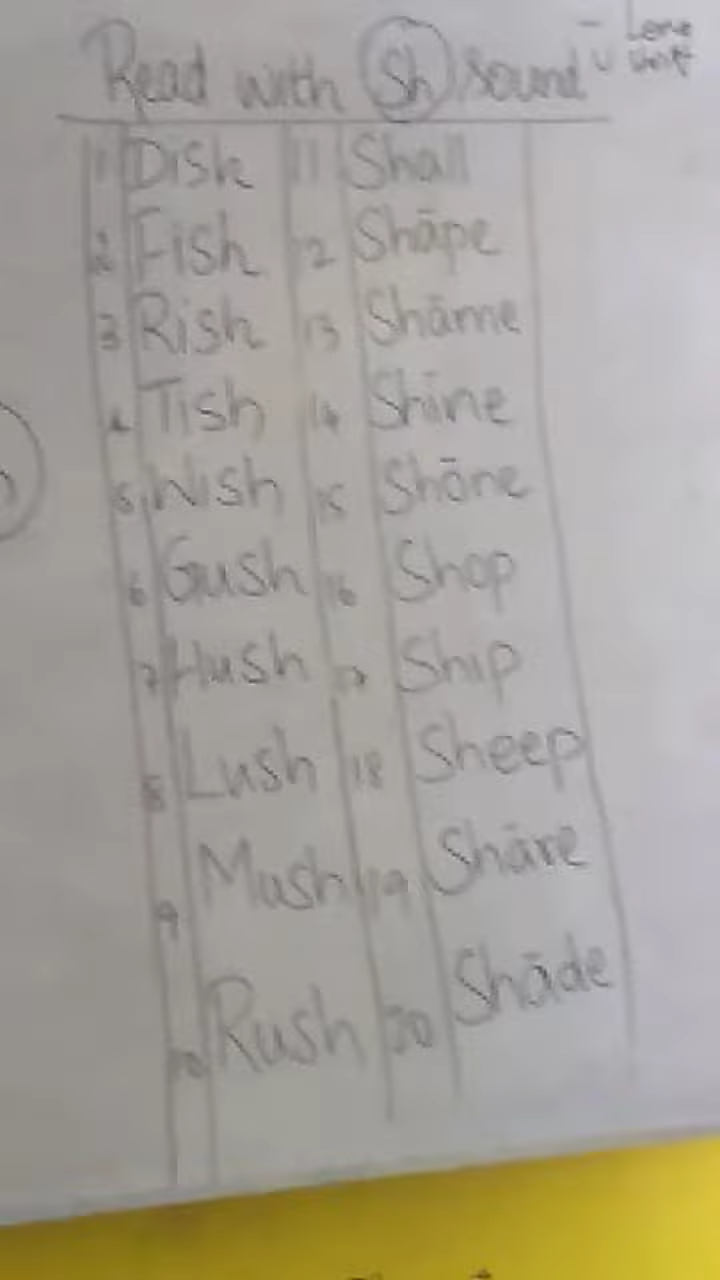 Read with Sh sound
1 Dish 11 Shall
2 Fish 12 Shāpe
3 Rish 13 Shāme
4 Tish 14 Shīne
5 Wish 15 Shōne
6 Gush 16 Shop
7 Hush 17 Ship
8 Lush 18 Sheep
9 Mush 19 Shāre
10 Rush 20 Shāde